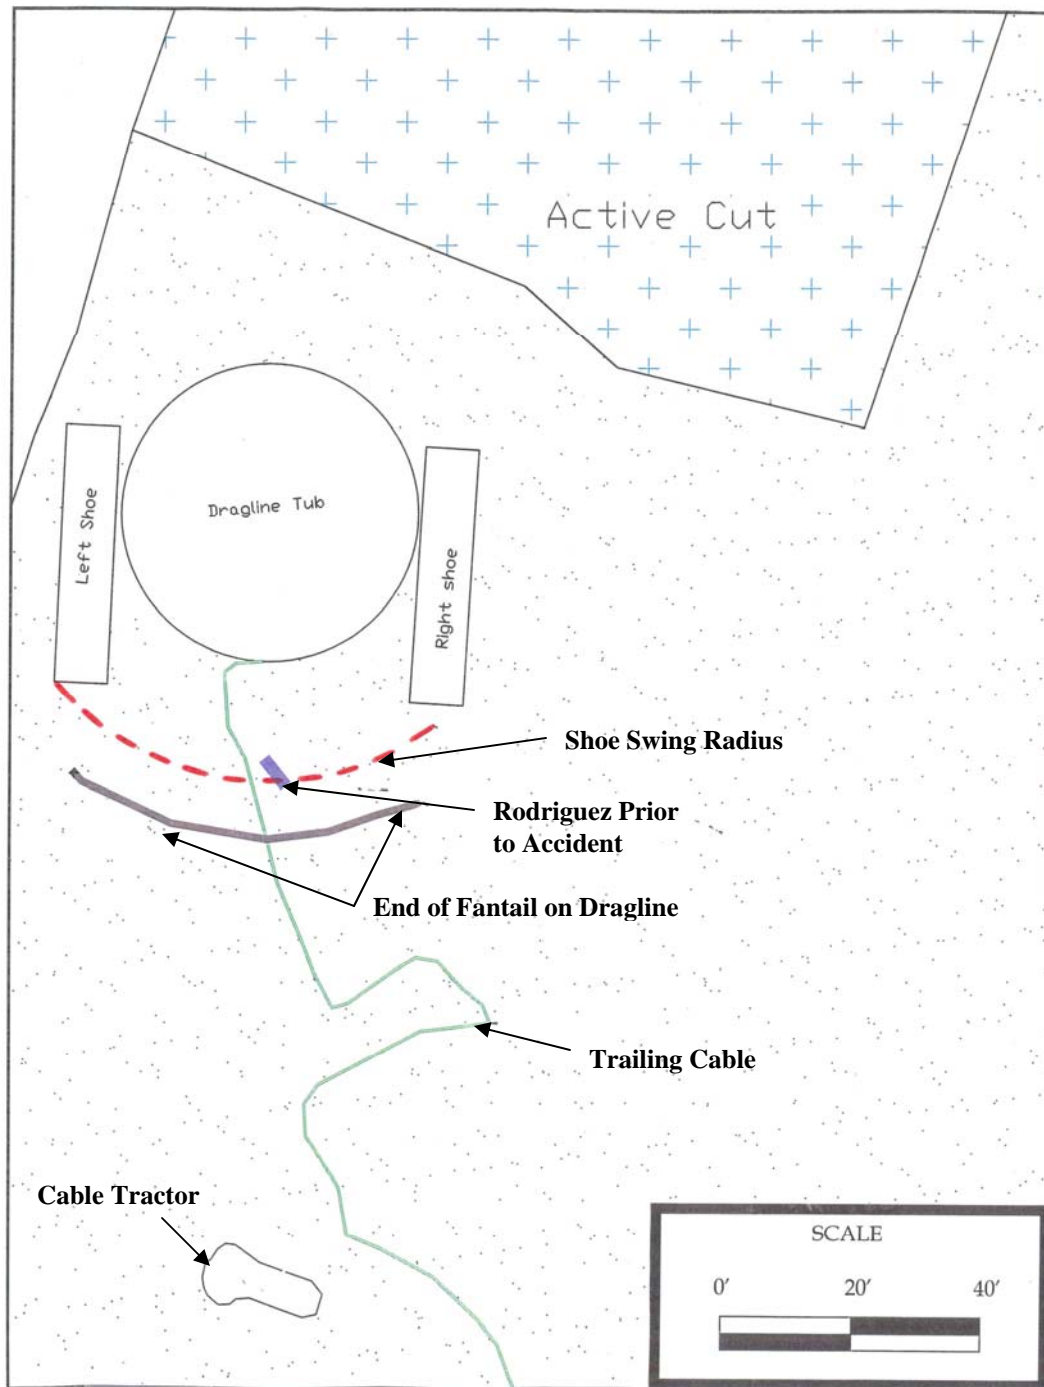 Active Cut
Dragline Tub
Left Shoe
Right shoe
Shoe Swing Radius
Rodriguez Prior
to Accident
End of Fantail on Dragline
Trailing Cable
Cable Tractor
SCALE
0' 20' 40'